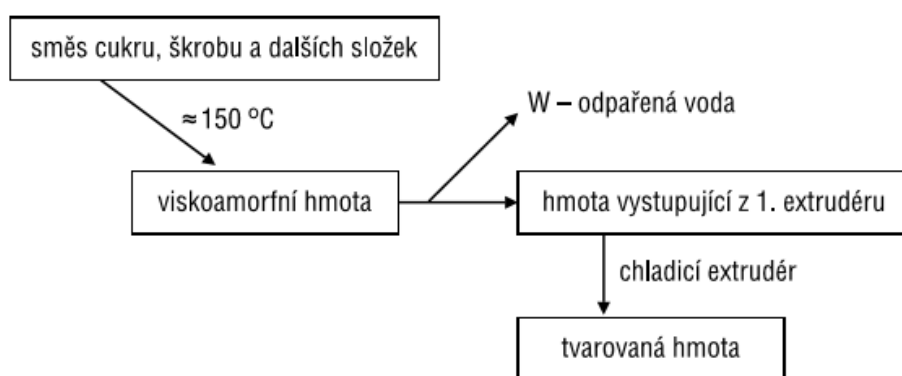 směs cukru, škrobu a dalších složek
≈ 150 °C
W – odpařená voda
viskoamorfní hmota
hmota vystupující z 1. extrudéru
chladicí extrudér
tvarovaná hmota